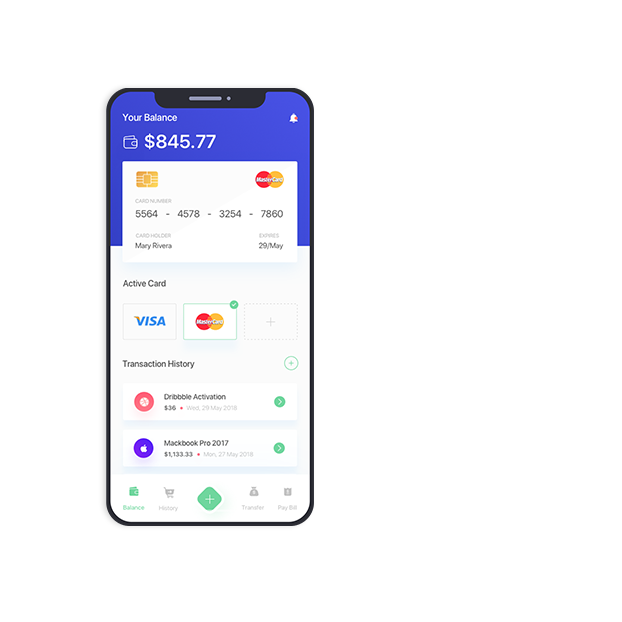 Your Balance
$845.77
MasterCard
CARD NUMBER
5564 - 4578 - 3254 - 7860
CARD HOLDER EXPIRES
Mary Rivera 29/May
Active Card
VISA MasterCard +
Transaction History +
Dribbble Activation
$36 • Wed, 29 May 2018
Mackbook Pro 2017
$1,133.33 • Mon, 27 May 2018
+
Balance History Transfer Pay Bill